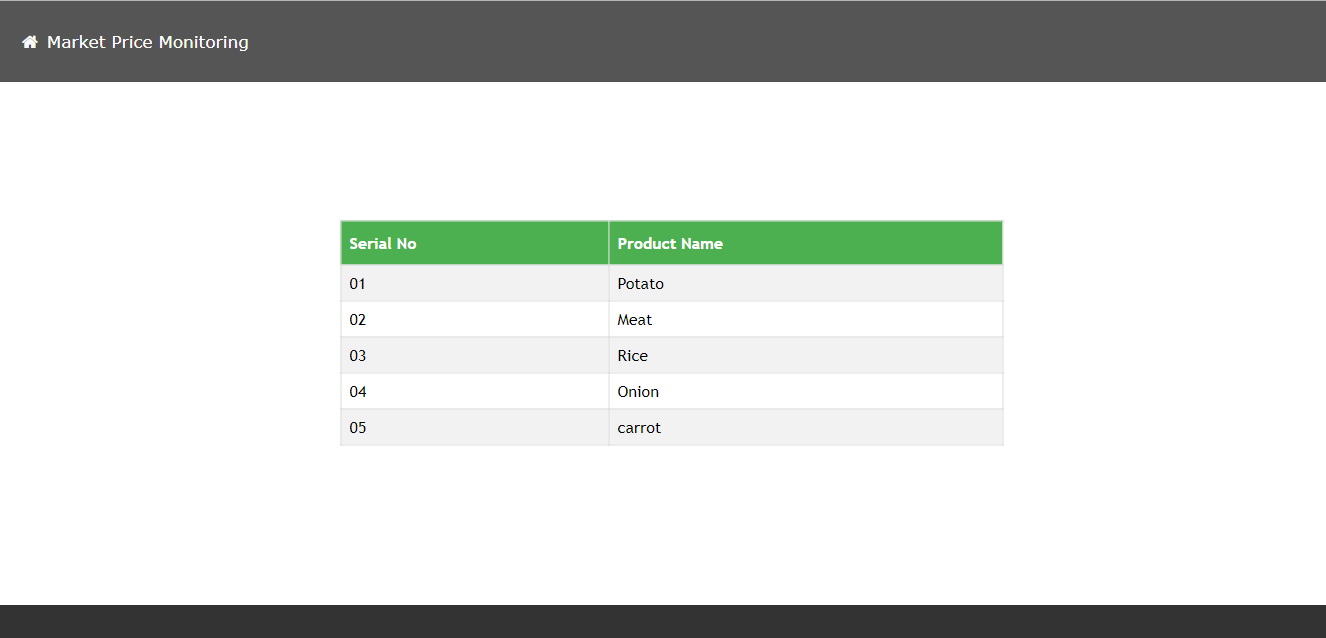 Market Price Monitoring
Serial No Product Name
01 Potato
02 Meat
03 Rice
04 Onion
05 carrot